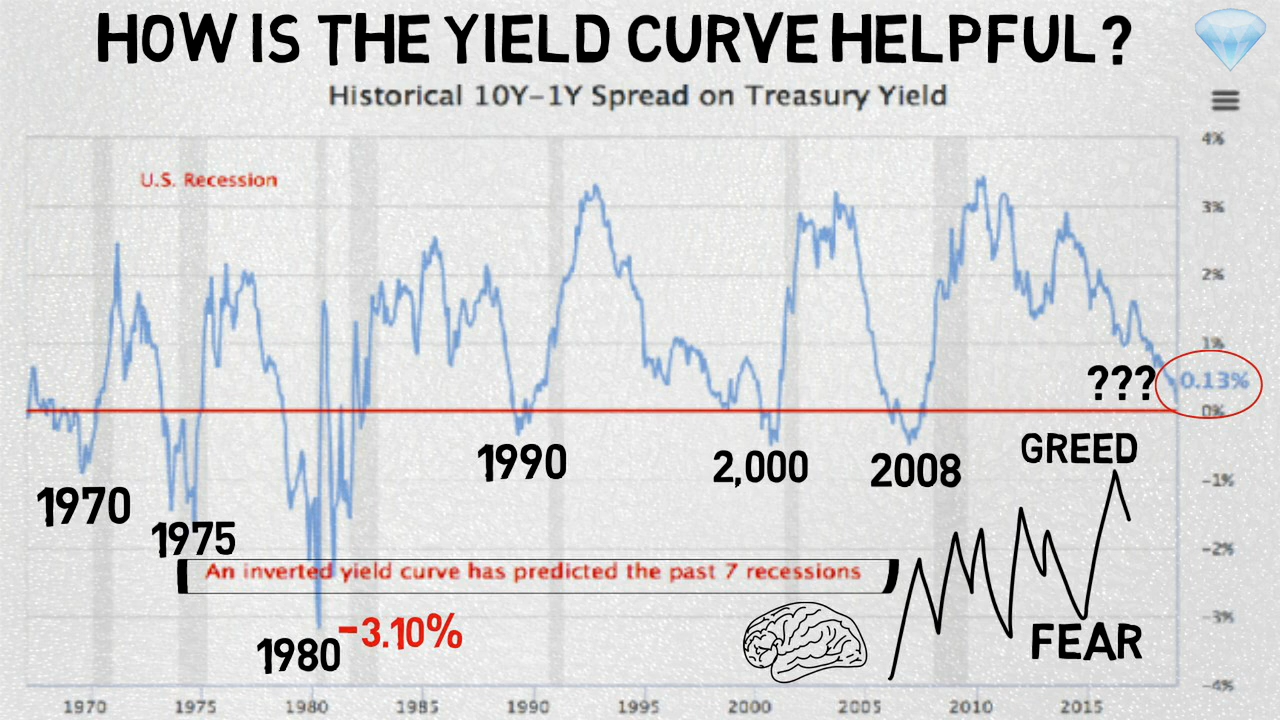 HOW IS THE YIELD CURVE HELPFUL?
Historical 10Y-1Y Spread on Treasury Yield
4%
U.S. Recession
3%
2%
1%
???
0.13%
0%
GREED
1990
2,000
2008
-1%
1970
1975
-2%
An inverted yield curve has predicted the past 7 recessions
-3%
-3.10%
1980
FEAR
-4%
1970 1975 1980 1985 1990 1995 2000 2005 2010 2015